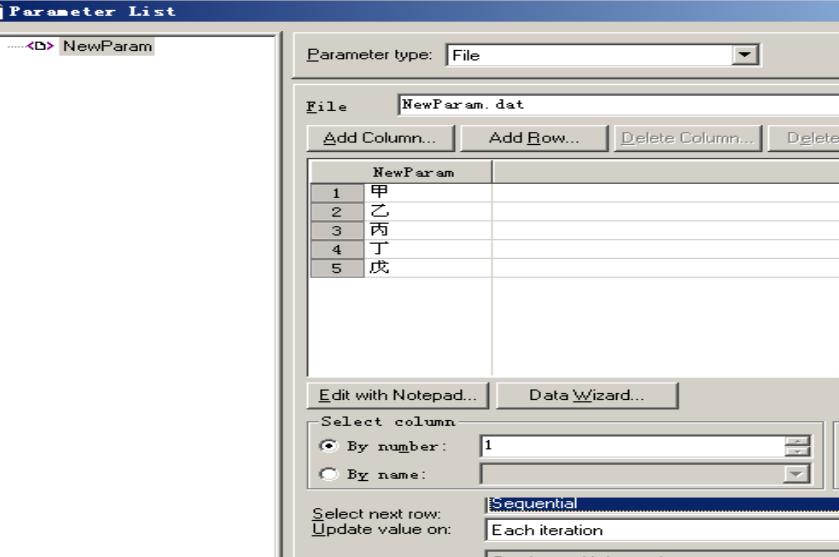 Parameter List
NewParam
Parameter type: File
File NewParam.dat
Add Column... Add Row... Delete Column... Delete
NewParam
1 甲
2 乙
3 丙
4 丁
5 戊
Edit with Notepad... Data Wizard...
Select column
By number: 1
By name:
Select next row: Sequential
Update value on: Each iteration